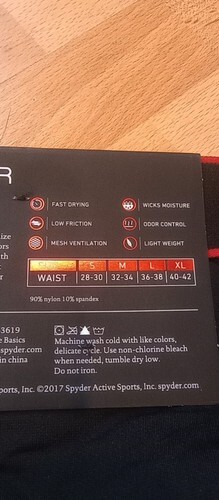 R
FAST DRYING WICKS MOISTURE
LOW FRICTION ODOR CONTROL
MESH VENTILATION LIGHT WEIGHT
S M L XL
WAIST 28-30 32-34 36-38 40-42
90% nylon 10% spandex
3619
e Basics
spyder.com
in china
Machine wash cold with like colors,
delicate cycle. Use non-chlorine bleach
when needed, tumble dry low.
Do not iron.
orts, Inc. ©2017 Spyder Active Sports, Inc. spyder.com